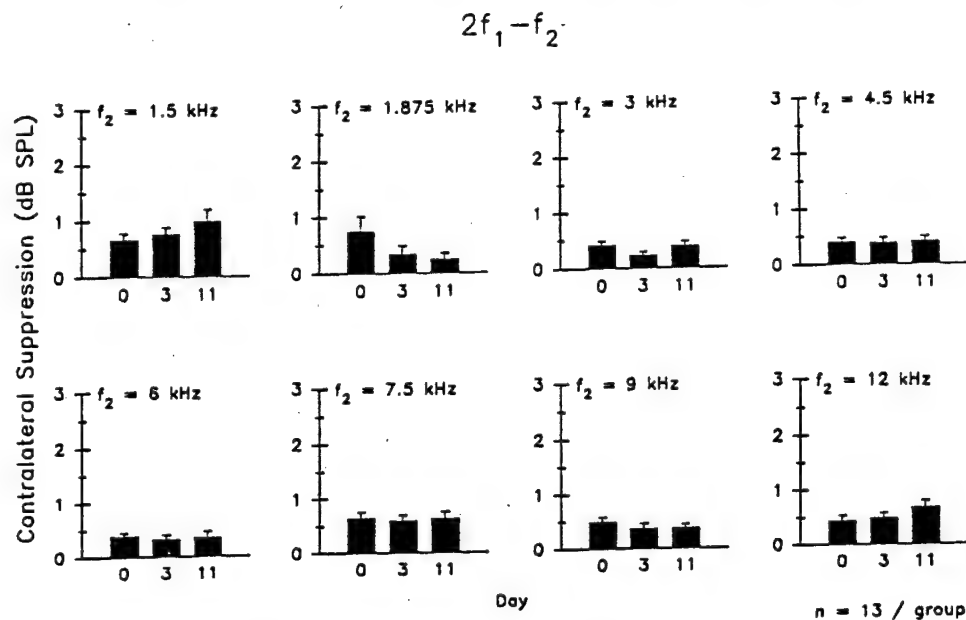 2f₁−f₂
Contralateral Suppression (dB SPL)
f₂ = 1.5 kHz
3
2
1
0
0 3 11
f₂ = 1.875 kHz
3
2
1
0
0 3 11
f₂ = 3 kHz
3
2
1
0
0 3 11
f₂ = 4.5 kHz
3
2
1
0
0 3 11
f₂ = 6 kHz
3
2
1
0
0 3 11
f₂ = 7.5 kHz
3
2
1
0
0 3 11
f₂ = 9 kHz
3
2
1
0
0 3 11
f₂ = 12 kHz
3
2
1
0
0 3 11
Day
n = 13 / group